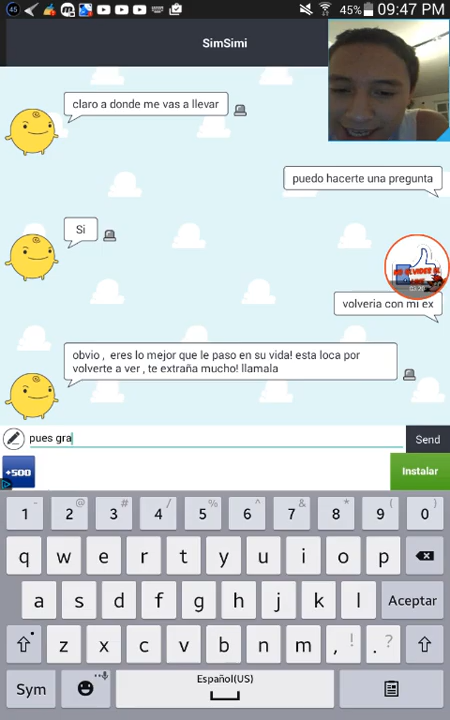 45
45% 09:47 PM
SimSimi
claro a donde me vas a llevar
puedo hacerte una pregunta
Si
volveria con mi ex
obvio , eres lo mejor que le paso en su vida! esta loca por
volverte a ver , te extraña mucho! llamala
pues gra
Send
+500
Instalar
1 - 2 @ 3 # 4 / 5 % 6 ^ 7 & 8 * 9 ( 0 )
q w e r t y u i o p
a s d f g h j k l Aceptar
z x c v b n m , ! . ?
Sym
Español(US)